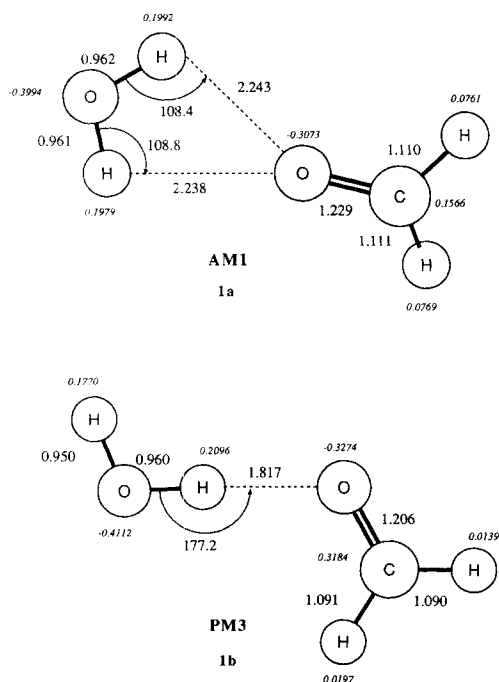 0.1992
H
0.962
-0.3994
O
108.4
2.243
0.961
108.8
H
2.238
0.1979
-0.3073
O
1.229
1.110
0.0761
H
C
0.1566
1.111
H
0.0769
AM1
1a
0.1770
H
0.950
0.960
0.2096
H
O
-0.4112
177.2
1.817
-0.3274
O
1.206
0.3184
C
0.0139
H
1.091
1.090
H
0.0197
PM3
1b